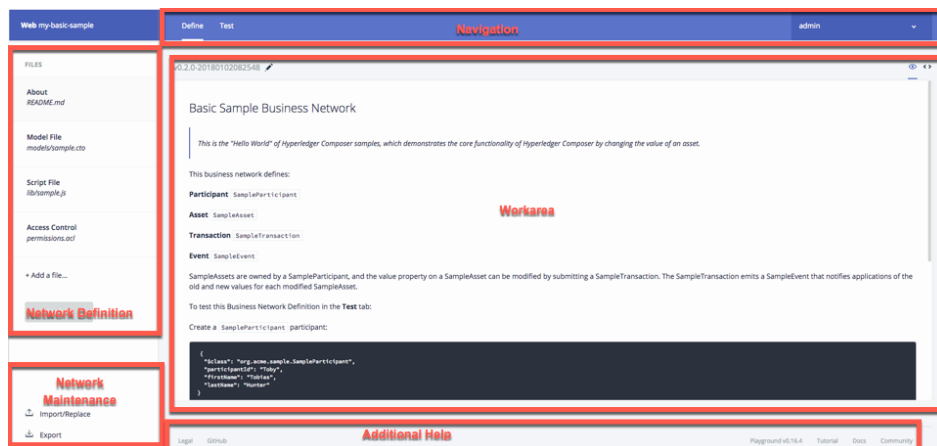 Web my-basic-sample
Define Test
Navigation
admin
FILES
About
README.md
Model File
models/sample.cto
Script File
lib/sample.js
Access Control
permissions.acl
+ Add a file...
Network Definition
Network
Maintenance
Import/Replace
Export
v0.2.0-20180102082548
Basic Sample Business Network
This is the "Hello World" of Hyperledger Composer samples, which demonstrates the core functionality of Hyperledger Composer by changing the value of an asset.
This business network defines:
Participant SampleParticipant
Asset SampleAsset
Workarea
Transaction SampleTransaction
Event SampleEvent
SampleAssets are owned by a SampleParticipant, and the value property on a SampleAsset can be modified by submitting a SampleTransaction. The SampleTransaction emits a SampleEvent that notifies applications of the
old and new values for each modified SampleAsset.
To test this Business Network Definition in the Test tab:
Create a SampleParticipant participant:
{
"$class": "org.acme.sample.SampleParticipant",
"participantId": "Toby",
"firstName": "Tobias",
"lastName": "Hunter"
}
Additional Help
Legal GitHub
Playground v0.16.4 Tutorial Docs Community